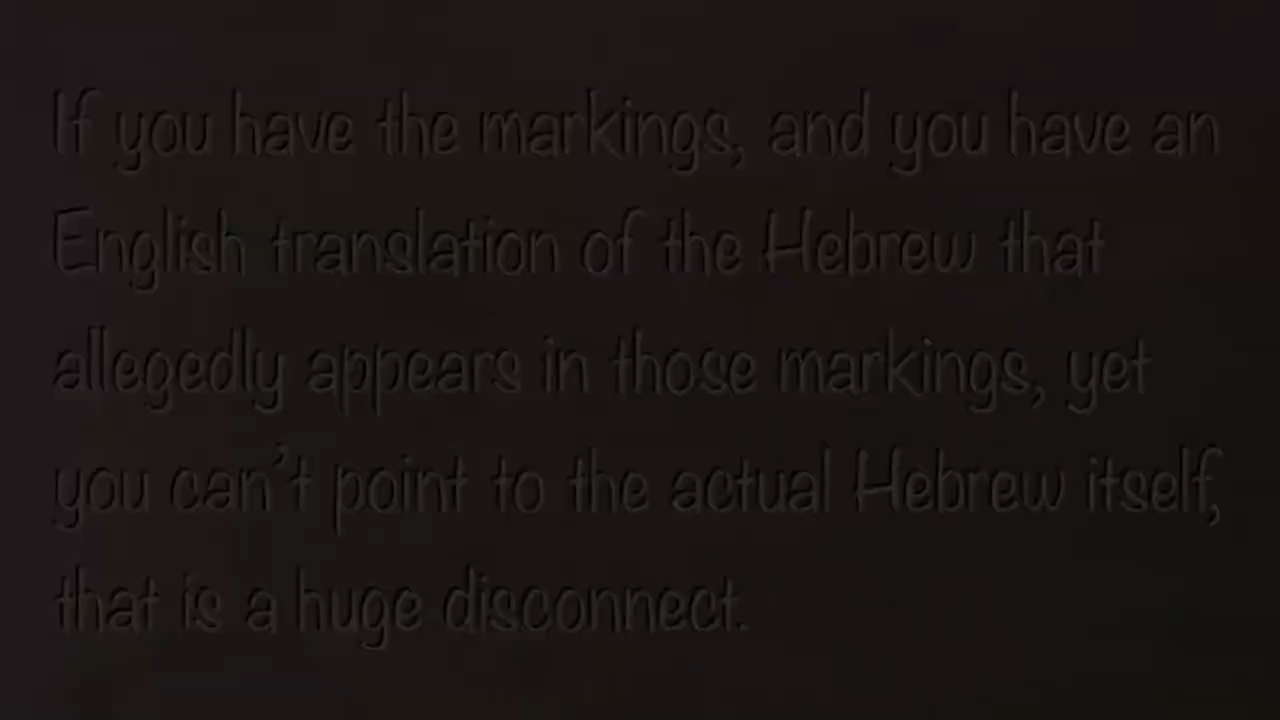 If you have the markings, and you have an
English translation of the Hebrew that
allegedly appears in those markings, yet
you can't point to the actual Hebrew itself,
that is a huge disconnect.